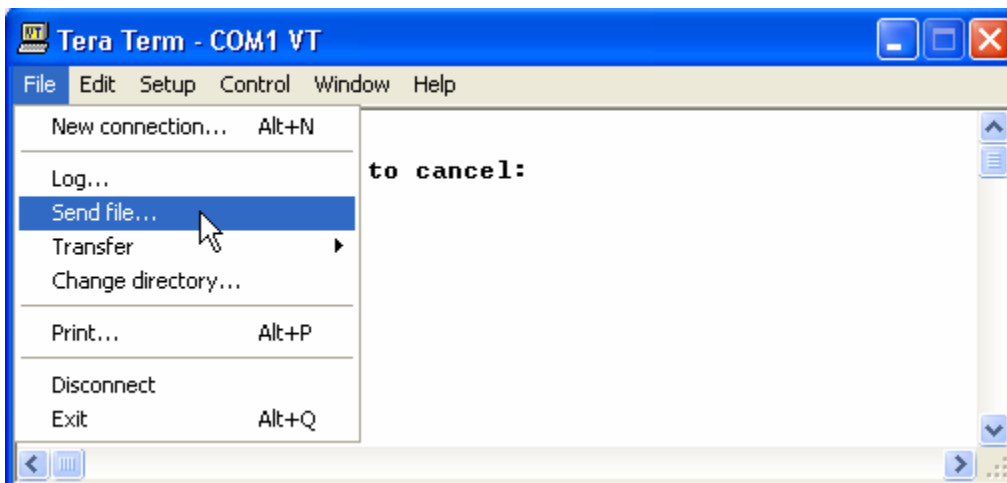 VT
Tera Term - COM1 VT
File Edit Setup Control Window Help
New connection... Alt+N
to cancel:
Log...
Send file...
Transfer
Change directory...
Print... Alt+P
Disconnect
Exit Alt+Q